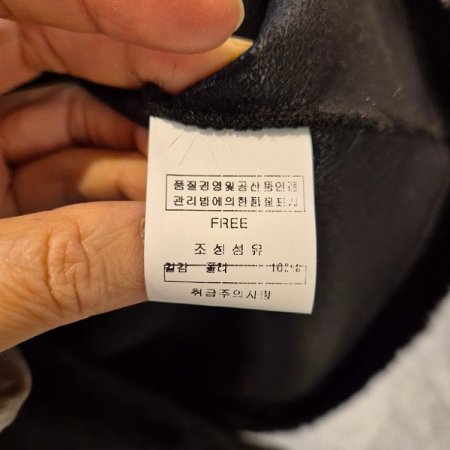 품질경영및공산품안전
관리법에의한품질표시
FREE
조성섬유
겉감 폴리 100%
취급주의사항